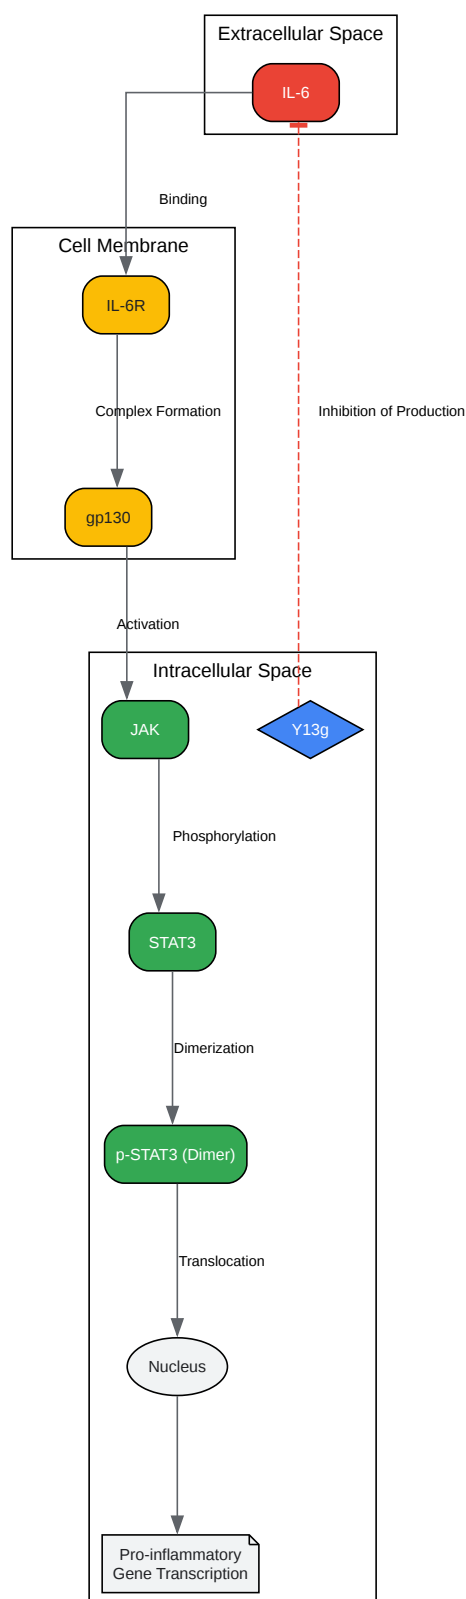 Extracellular Space
IL-6
Binding
Cell Membrane
IL-6R
Complex Formation
Inhibition of Production
gp130
Activation
Intracellular Space
JAK
Y13g
Phosphorylation
STAT3
Dimerization
p-STAT3 (Dimer)
Translocation
Nucleus
Pro-inflammatory
Gene Transcription